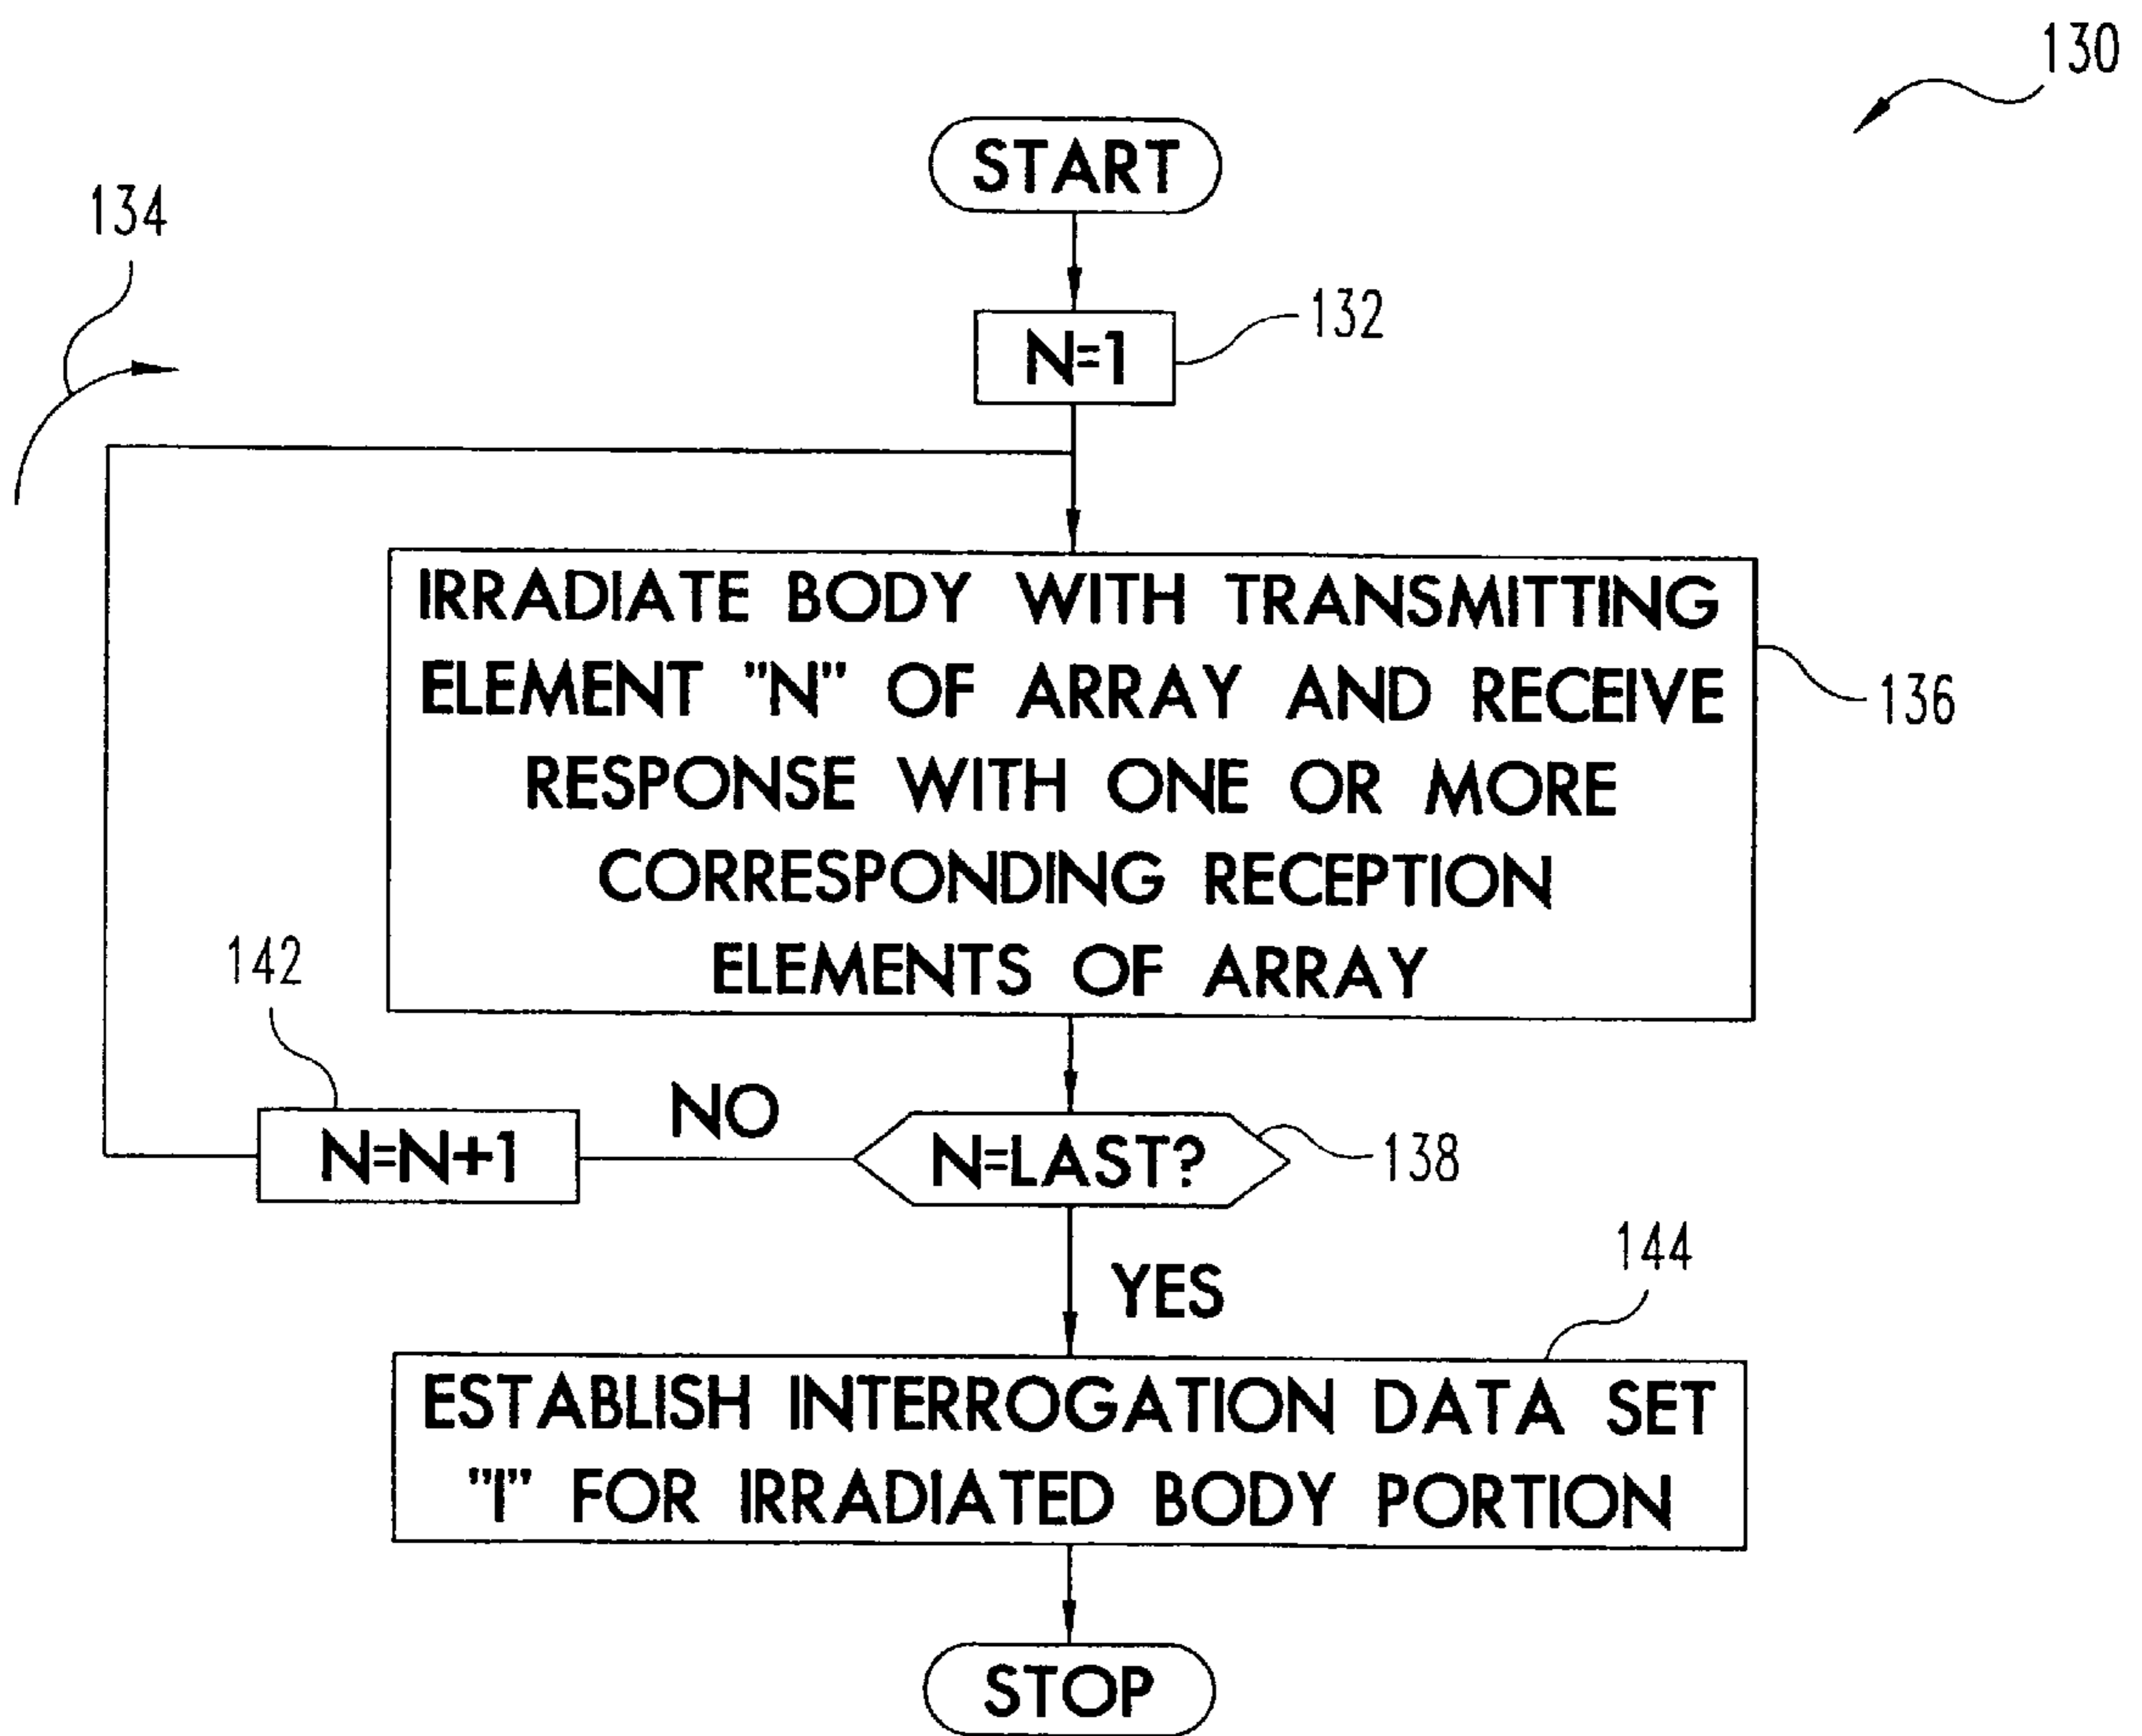 130
START
134
N=1
132
IRRADIATE BODY WITH TRANSMITTING
ELEMENT "N" OF ARRAY AND RECEIVE
RESPONSE WITH ONE OR MORE
CORRESPONDING RECEPTION
ELEMENTS OF ARRAY
136
142
N=N+1
NO
N=LAST?
138
YES
144
ESTABLISH INTERROGATION DATA SET
"I" FOR IRRADIATED BODY PORTION
STOP